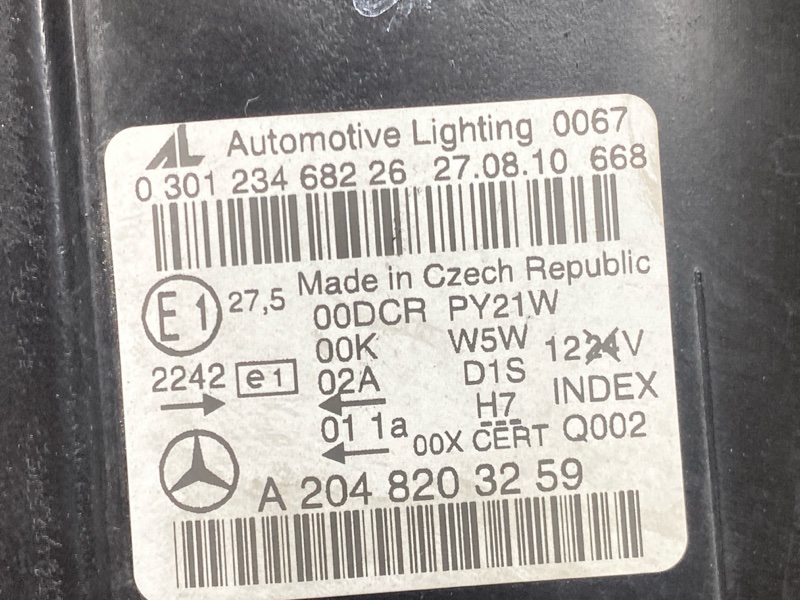 AL Automotive Lighting 0067
0 301 234 682 26 27.08.10 668
Made in Czech Republic
E1 27,5 00DCR PY21W
00K W5W 1224V
2242 e1 02A D1S INDEX
01 1a H7
00X CERT Q002
A 204 820 32 59